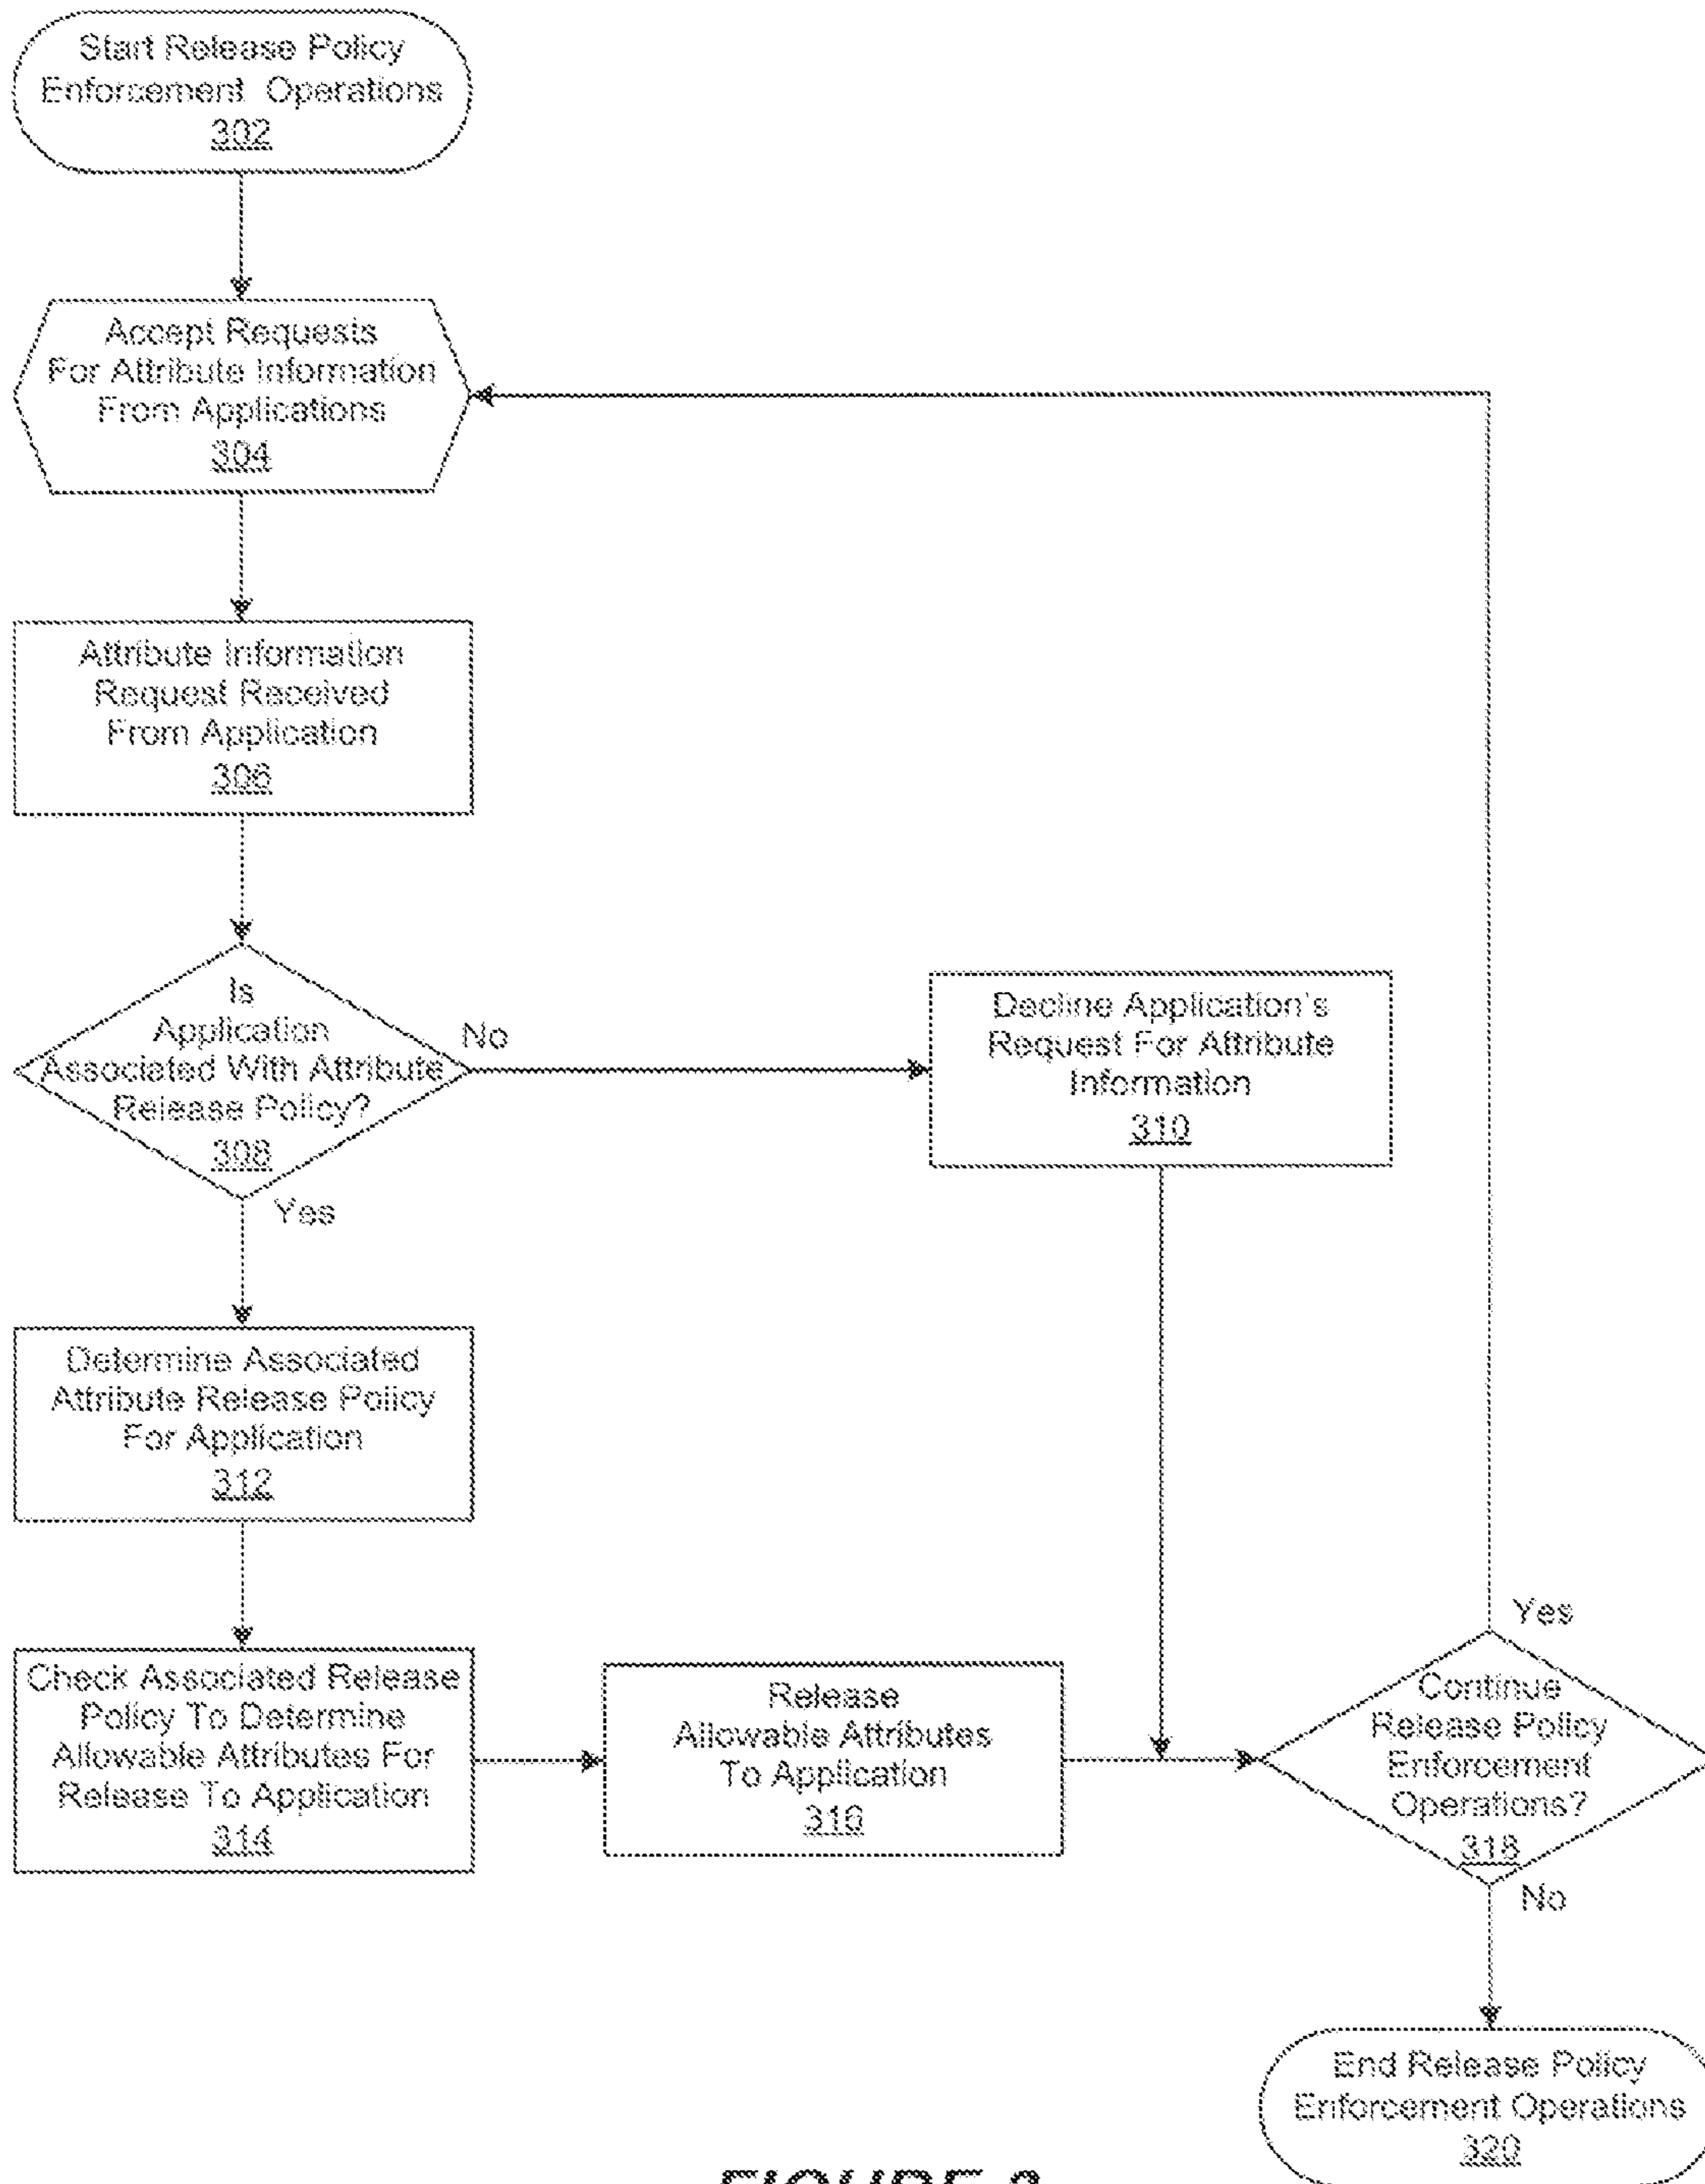 Start Release Policy
Enforcement Operations
302
Accept Requests
For Attribute Information
From Applications
304
Attribute Information
Request Received
From Application
306
Is
Application
Associated With Attribute
Release Policy?
308
No
Yes
Decline Application's
Request For Attribute
Information
310
Determine Associated
Attribute Release Policy
For Application
312
Check Associated Release
Policy To Determine
Allowable Attributes For
Release To Application
314
Release
Allowable Attributes
To Application
316
Yes
Continue
Release Policy
Enforcement
Operations?
318
No
End Release Policy
Enforcement Operations
320
FIGURE 3